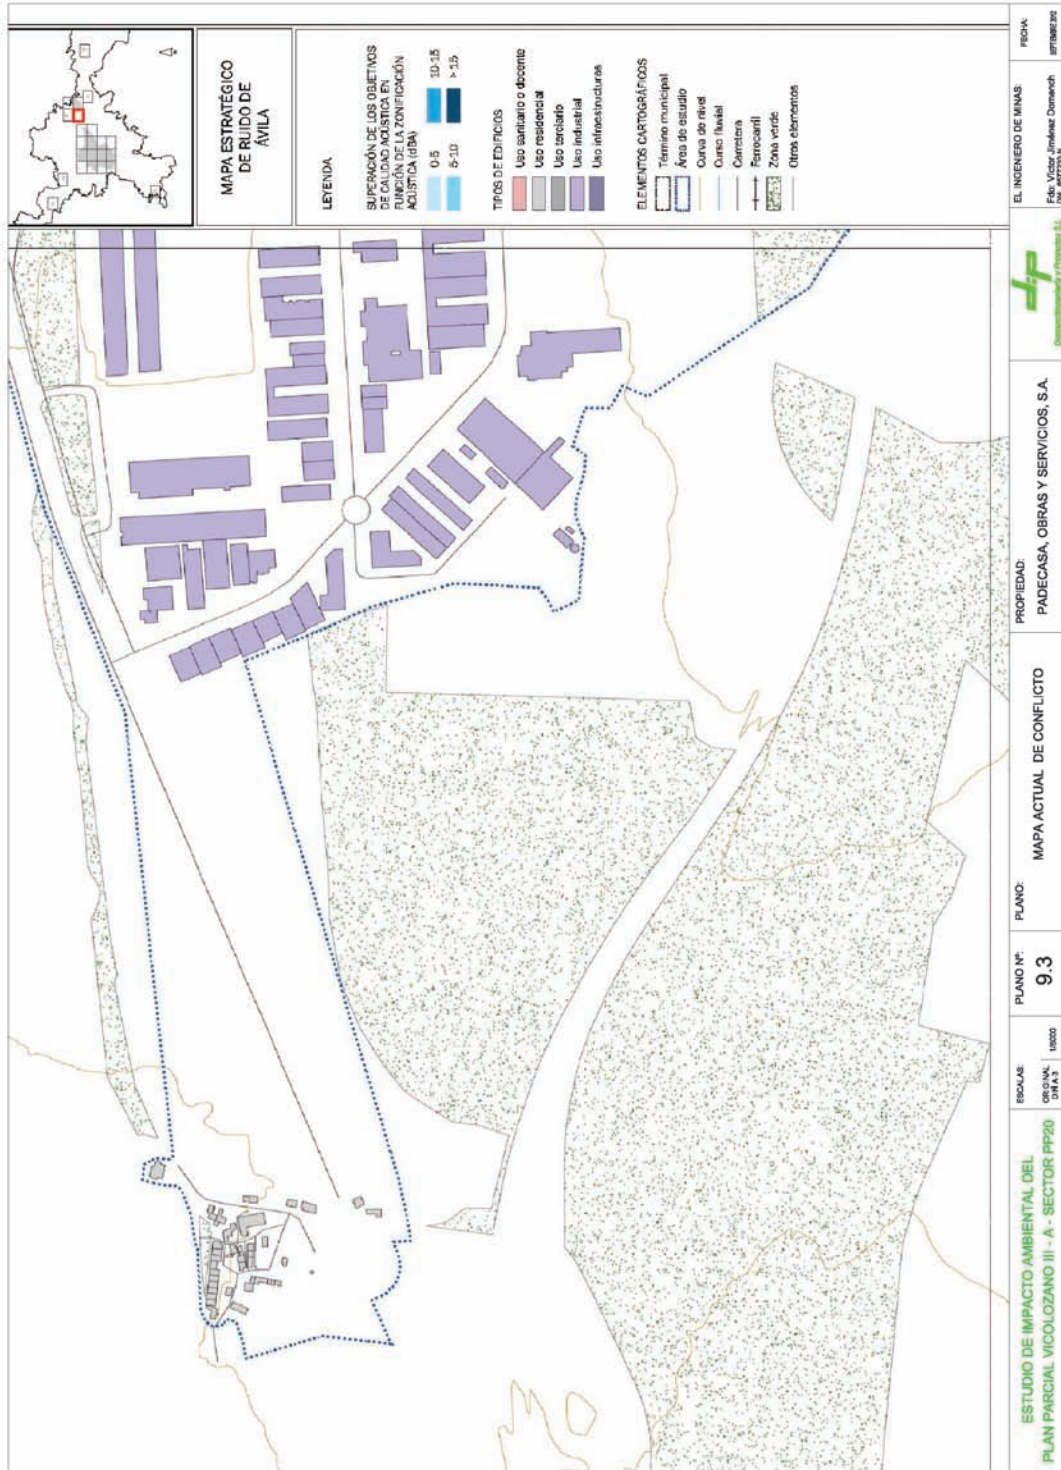 MAPA ESTRATÉGICO
DE RUIDO DE
ÁVILA
LEYENDA
SUPERACIÓN DE LOS OBJETIVOS
DE CALIDAD ACÚSTICA EN
FUNCIÓN DE LA ZONIFICACIÓN
ACÚSTICA (dBA)
0-5
10-15
5-10
> 15
TIPOS DE EDIFICIOS
Uso sanitario o docente
Uso residencial
Uso terciario
Uso industrial
Uso infraestructuras
ELEMENTOS CARTOGRÁFICOS
Término municipal
Área de estudio
Curva de nivel
Curso fluvial
Carretera
Ferrocarril
Zona verde
Otros elementos
ESTUDIO DE IMPACTO AMBIENTAL DEL
PLAN PARCIAL VICOLOZANO III - A - SECTOR PP20
ESCALAS:
ORIGINAL
DIN A-3
1/5000
PLANO Nº:
9.3
PLANO:
MAPA ACTUAL DE CONFLICTO
PROPIEDAD:
PADECASA, OBRAS Y SERVICIOS, S.A.
EL INGENIERO DE MINAS:
Fdo: Víctor Jiménez Domench
FECHA:
SEPTIEMBRE 2012